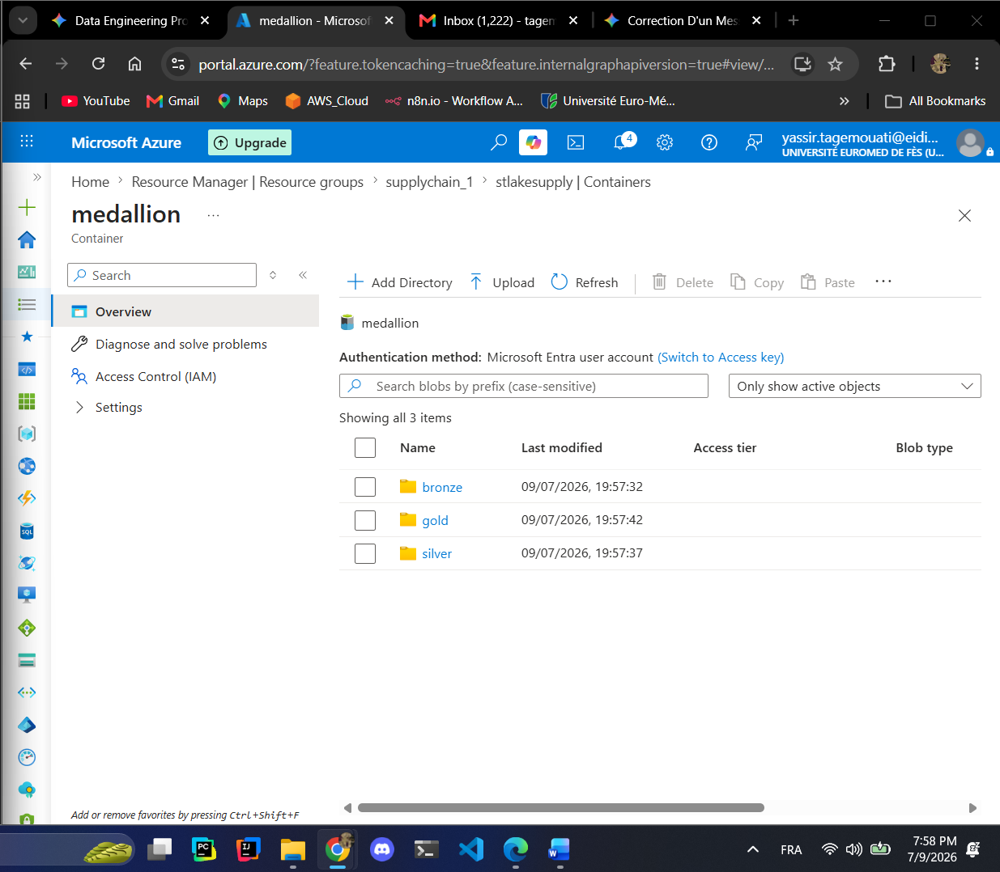 Data Engineering Pro
medallion - Microsof
Inbox (1,222) - tagem
Correction D'un Mes
portal.azure.com/?feature.tokencaching=true&feature.internalgraphapiversion=true#view/...
YouTube
Gmail
Maps
AWS_Cloud
n8n.io - Workflow A...
Université Euro-Mé...
All Bookmarks
Microsoft Azure
Upgrade
4
yassir.tagemouati@eidi...
UNIVERSITÉ EUROMED DE FÈS (U...
Home > Resource Manager | Resource groups > supplychain_1 > stlakesupply | Containers
medallion ...
Container
Search
Overview
Diagnose and solve problems
Access Control (IAM)
Settings
Add or remove favorites by pressing Ctrl+Shift+F
Add Directory
Upload
Refresh
Delete
Copy
Paste
...
medallion
Authentication method: Microsoft Entra user account (Switch to Access key)
Search blobs by prefix (case-sensitive)
Only show active objects
Showing all 3 items
Name Last modified Access tier Blob type
bronze 09/07/2026, 19:57:32
gold 09/07/2026, 19:57:42
silver 09/07/2026, 19:57:37
SQL
PC
IJ
W
FRA
7:58 PM
7/9/2026